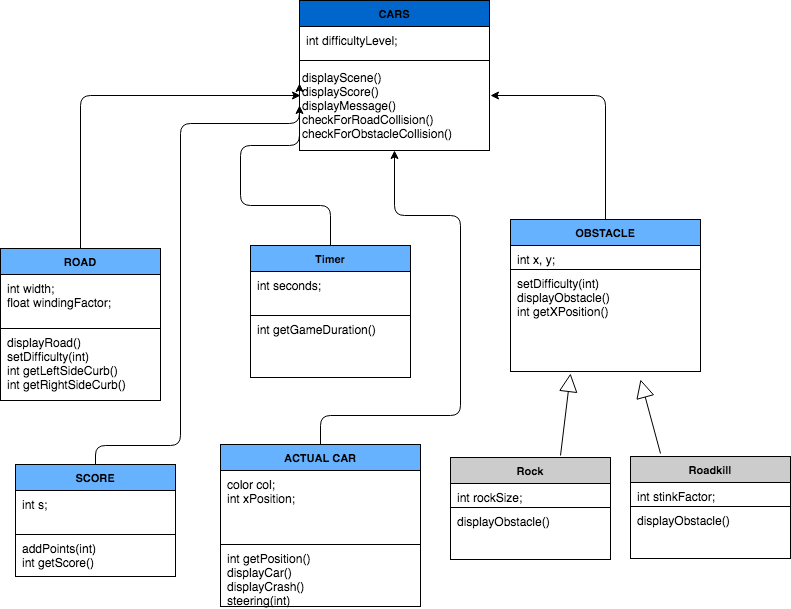 CARS
int difficultyLevel;
displayScene()
displayScore()
displayMessage()
checkForRoadCollision()
checkForObstacleCollision()
ROAD
int width;
float windingFactor;
displayRoad()
setDifficulty(int)
int getLeftSideCurb()
int getRightSideCurb()
Timer
int seconds;
int getGameDuration()
OBSTACLE
int x, y;
setDifficulty(int)
displayObstacle()
int getXPosition()
SCORE
int s;
addPoints(int)
int getScore()
ACTUAL CAR
color col;
int xPosition;
int getPosition()
displayCar()
displayCrash()
steering(int)
Rock
int rockSize;
displayObstacle()
Roadkill
int stinkFactor;
displayObstacle()